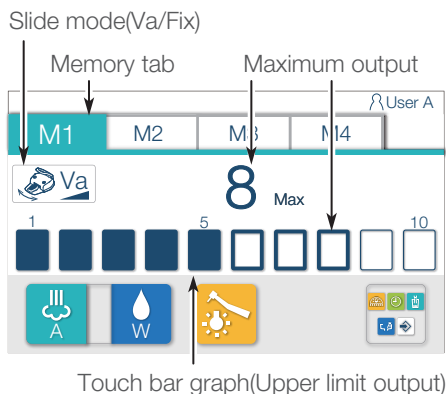 Slide mode(Va/Fix)
Memory tab
Maximum output
User A
M1
M2
M3
M4
Va
8
Max
1
5
10
A
W
Touch bar graph(Upper limit output)